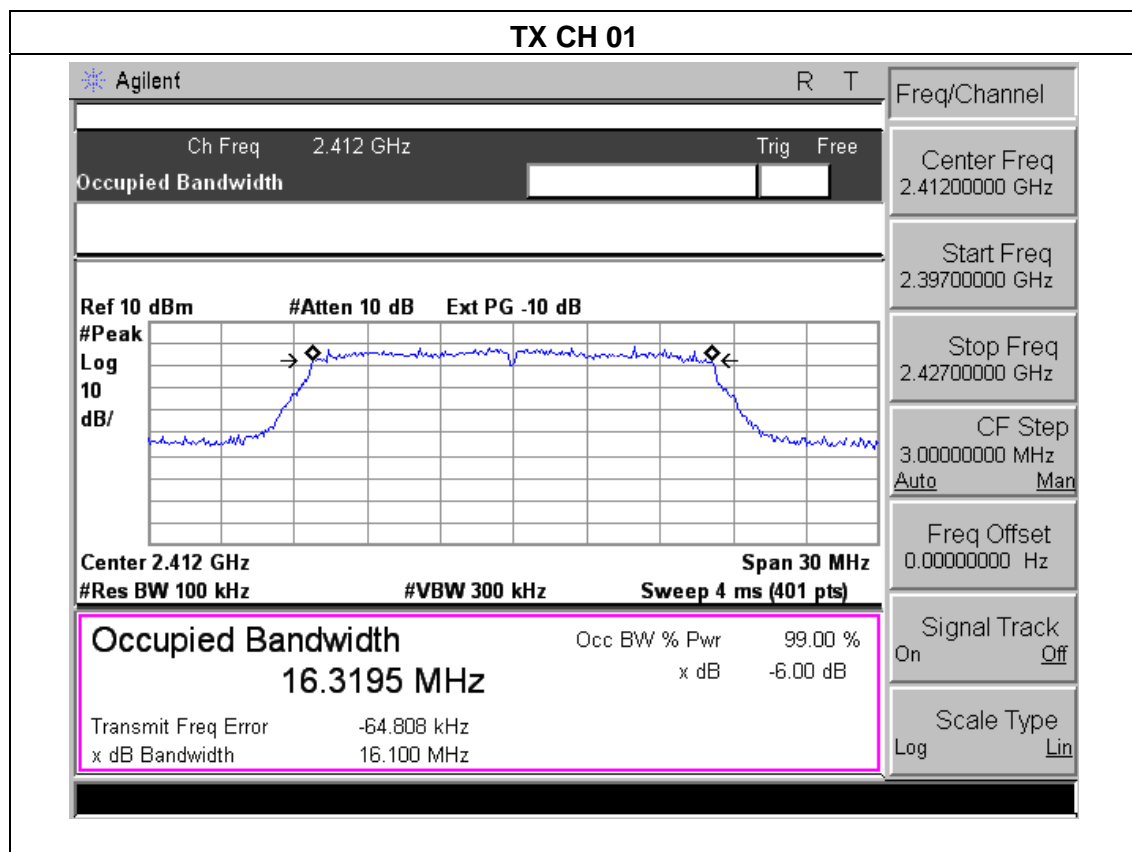 TX CH 01
Agilent R T
Freq/Channel
Ch Freq 2.412 GHz Trig Free
Occupied Bandwidth
Center Freq
2.41200000 GHz
Start Freq
2.39700000 GHz
Stop Freq
2.42700000 GHz
CF Step
3.00000000 MHz
Auto Man
Freq Offset
0.00000000 Hz
Signal Track
On Off
Scale Type
Log Lin
Ref 10 dBm #Atten 10 dB Ext PG -10 dB
#Peak
Log
10
dB/
Center 2.412 GHz Span 30 MHz
#Res BW 100 kHz #VBW 300 kHz Sweep 4 ms (401 pts)
Occupied Bandwidth Occ BW % Pwr 99.00 %
16.3195 MHz x dB -6.00 dB
Transmit Freq Error -64.808 kHz
x dB Bandwidth 16.100 MHz